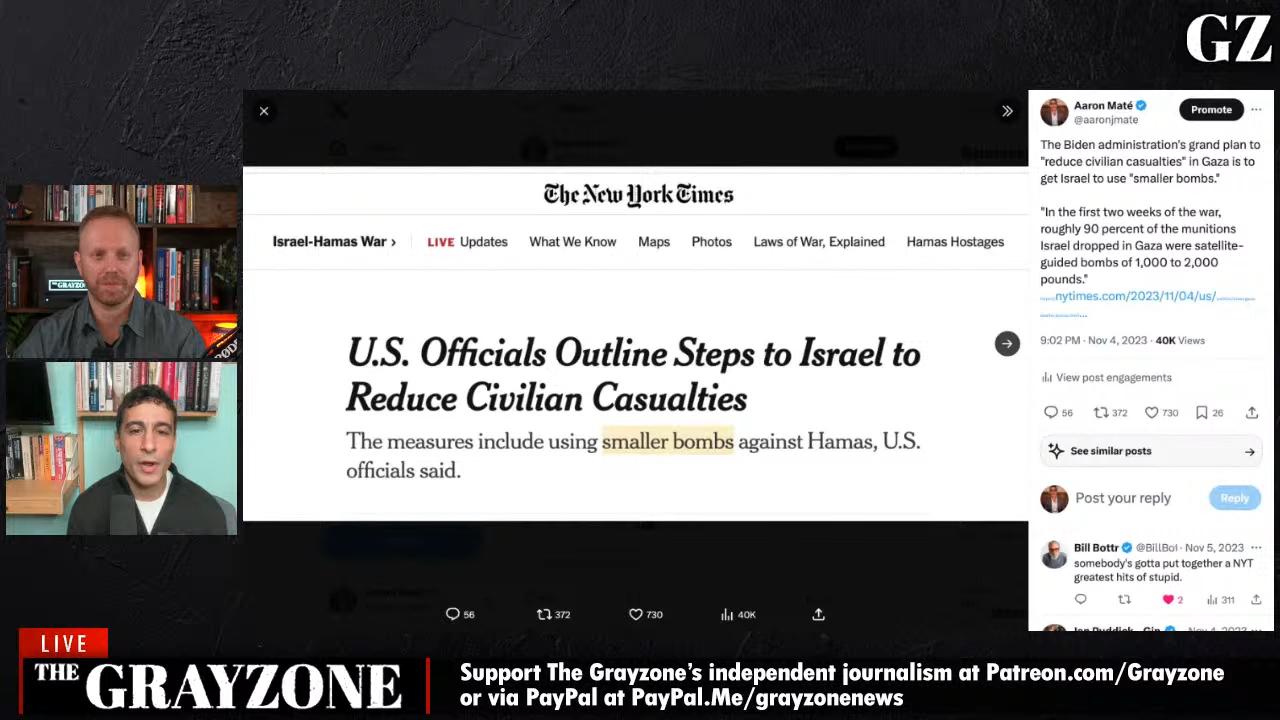 GZ
The New York Times
Israel-Hamas War › LIVE Updates What We Know Maps Photos Laws of War, Explained Hamas Hostages
U.S. Officials Outline Steps to Israel to
Reduce Civilian Casualties
The measures include using smaller bombs against Hamas, U.S.
officials said.
56 372 730 40K
Aaron Maté
@aaronjmate
Promote
The Biden administration's grand plan to
"reduce civilian casualties" in Gaza is to
get Israel to use "smaller bombs."
"In the first two weeks of the war,
roughly 90 percent of the munitions
Israel dropped in Gaza were satellite-
guided bombs of 1,000 to 2,000
pounds."
nytimes.com/2023/11/04/us/
9:02 PM · Nov 4, 2023 · 40K Views
View post engagements
56 372 730 26
See similar posts
Post your reply
Reply
Bill Bottr @BillBot · Nov 5, 2023
somebody's gotta put together a NYT
greatest hits of stupid.
2 311
LIVE
THE GRAYZONE
Support The Grayzone's independent journalism at Patreon.com/Grayzone
or via PayPal at PayPal.Me/grayzonenews